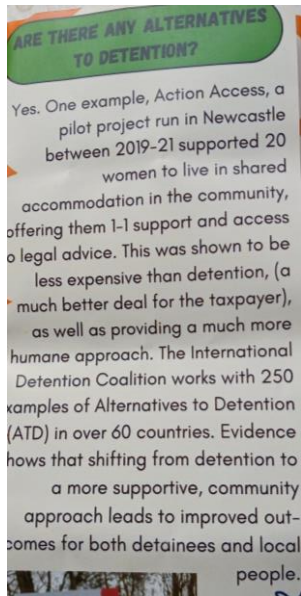 ARE THERE ANY ALTERNATIVES
TO DETENTION?
Yes. One example, Action Access, a
pilot project run in Newcastle
between 2019-21 supported 20
women to live in shared
accommodation in the community,
offering them 1-1 support and access
o legal advice. This was shown to be
less expensive than detention, (a
much better deal for the taxpayer),
as well as providing a much more
humane approach. The International
Detention Coalition works with 250
xamples of Alternatives to Detention
(ATD) in over 60 countries. Evidence
hows that shifting from detention to
a more supportive, community
approach leads to improved out-
comes for both detainees and local
people.